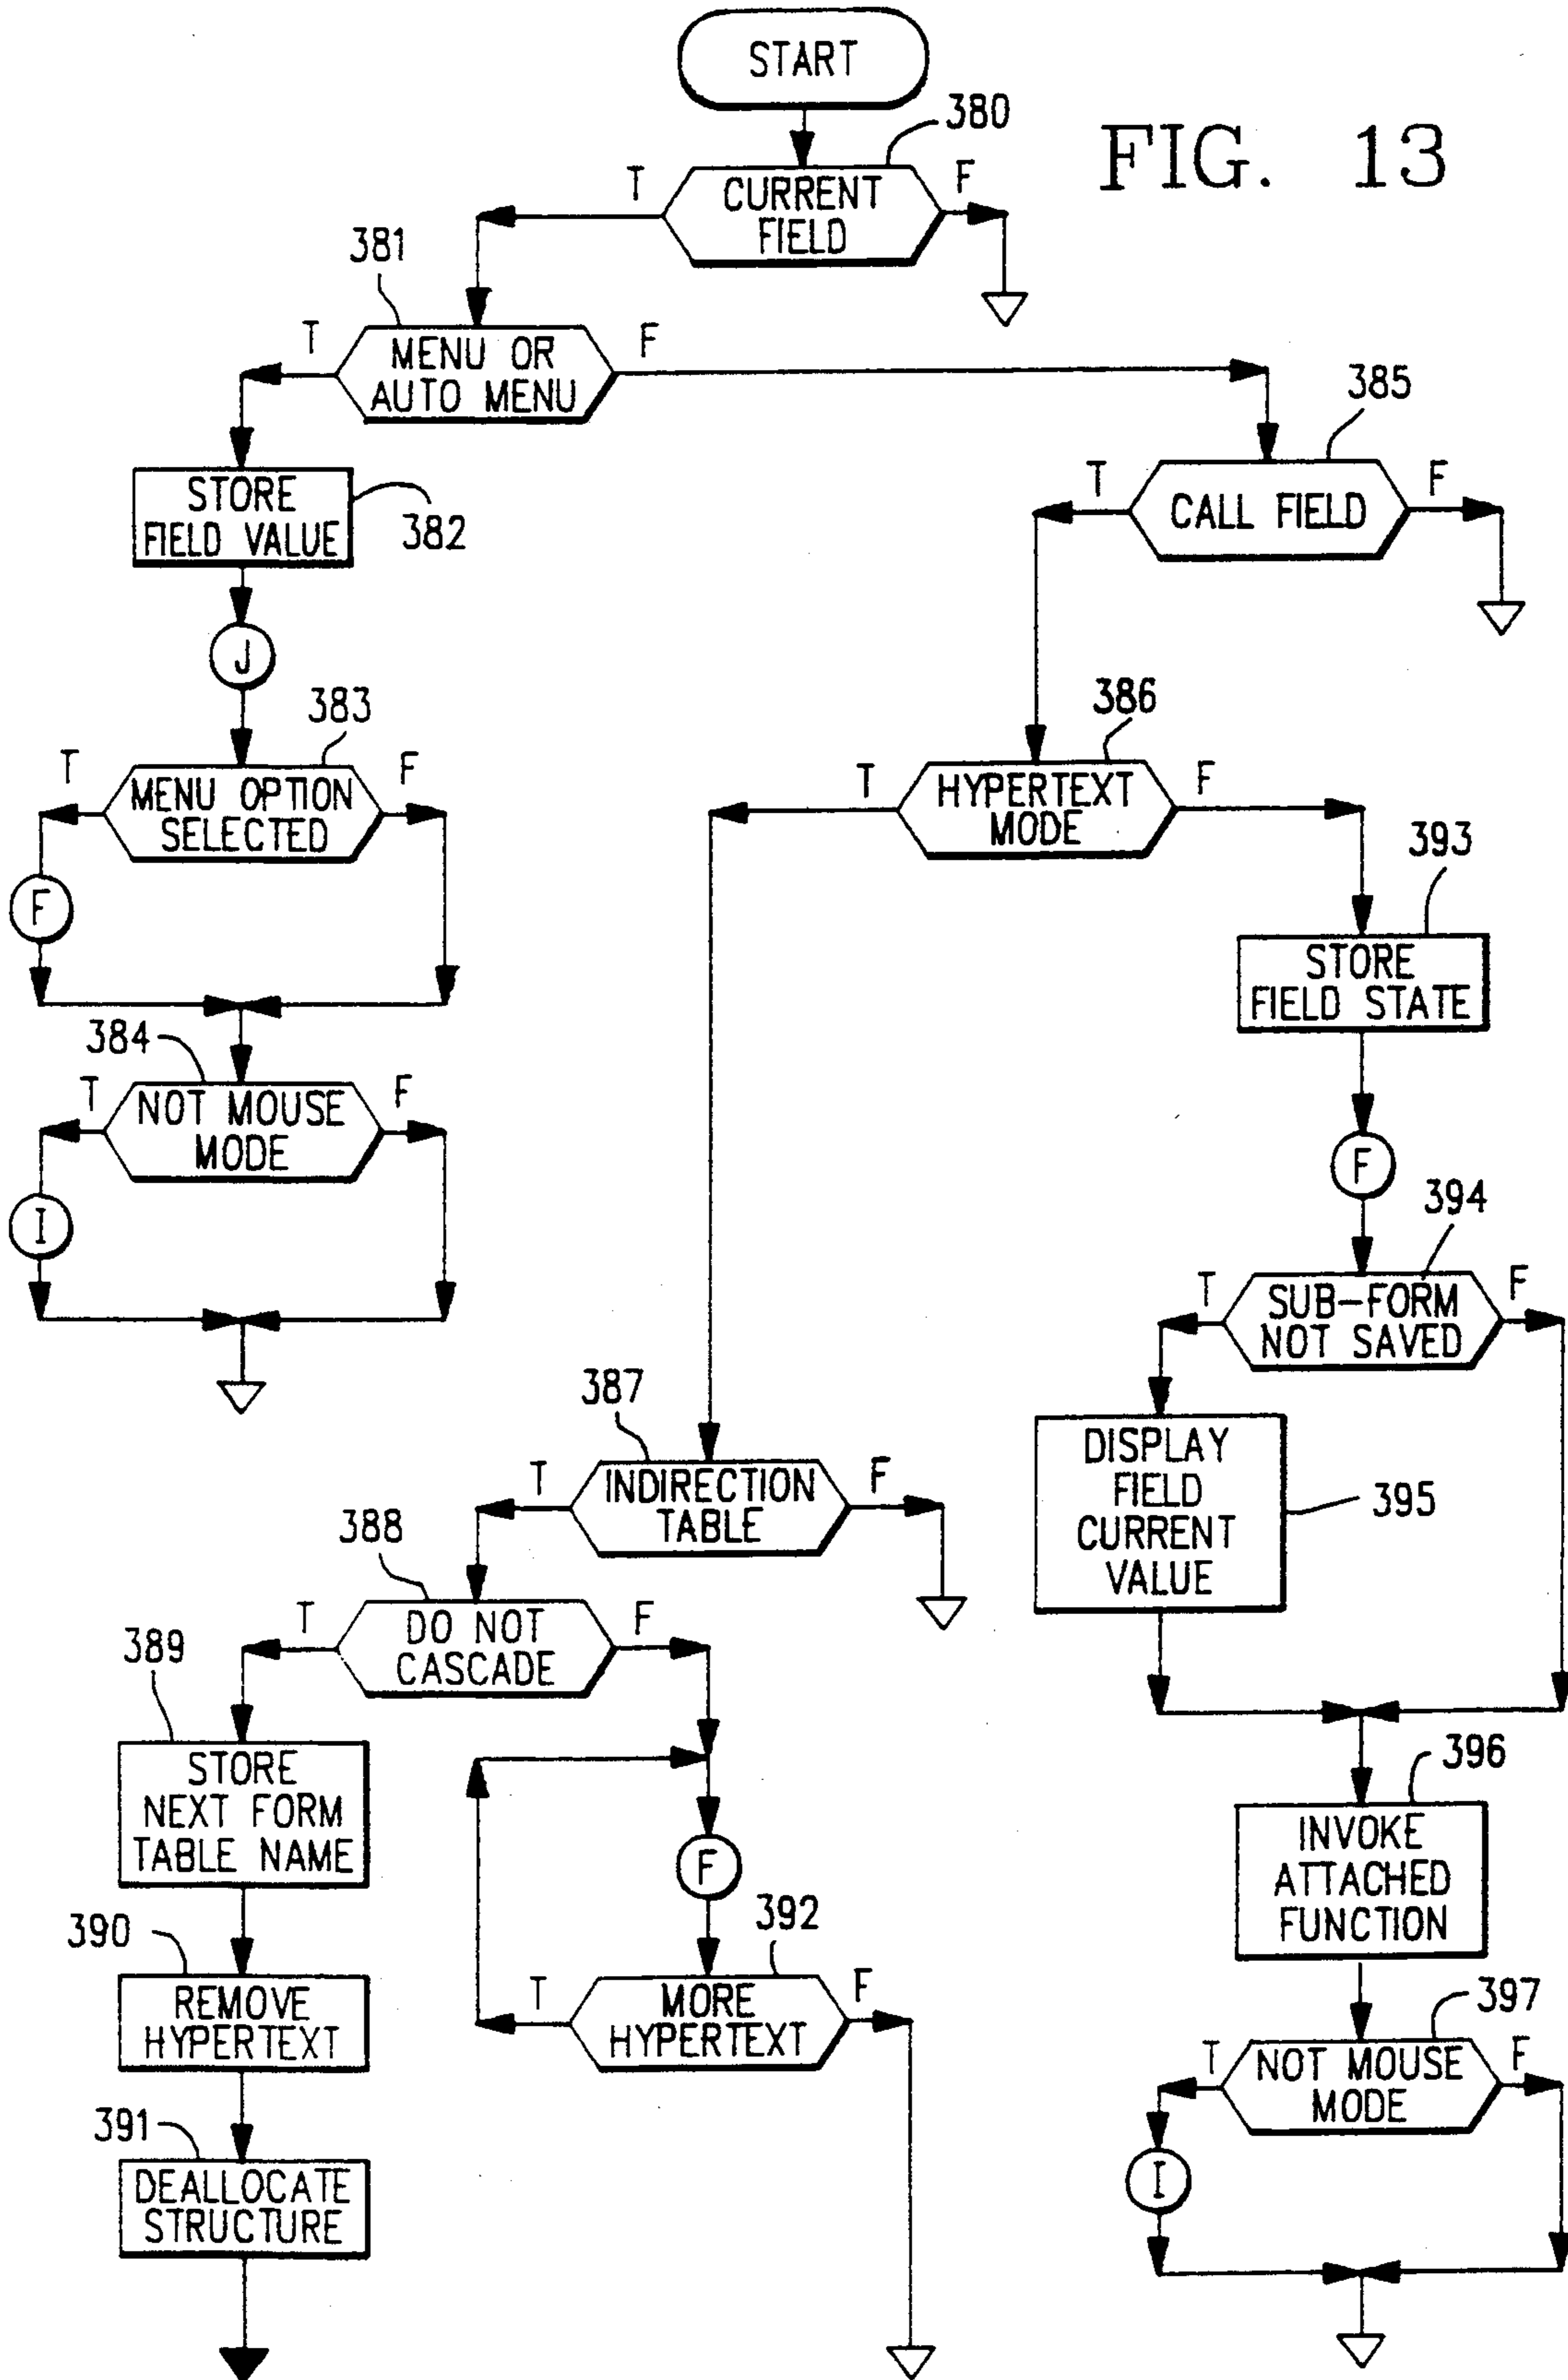 START
380
FIG. 13
T
CURRENT
FIELD
F
381
T
MENU OR
AUTO MENU
F
385
STORE
FIELD VALUE
382
T
CALL FIELD
F
J
383
386
T
MENU OPTION
SELECTED
F
T
HYPERTEXT
MODE
F
393
F
STORE
FIELD STATE
384
T
NOT MOUSE
MODE
F
F
394
I
T
SUB-FORM
NOT SAVED
F
387
T
INDIRECTION
TABLE
F
DISPLAY
FIELD
CURRENT
VALUE
395
388
T
DO NOT
CASCADE
F
389
STORE
NEXT FORM
TABLE NAME
396
F
INVOKE
ATTACHED
FUNCTION
390
392
REMOVE
HYPERTEXT
T
MORE
HYPERTEXT
F
397
T
NOT MOUSE
MODE
F
391
DEALLOCATE
STRUCTURE
I